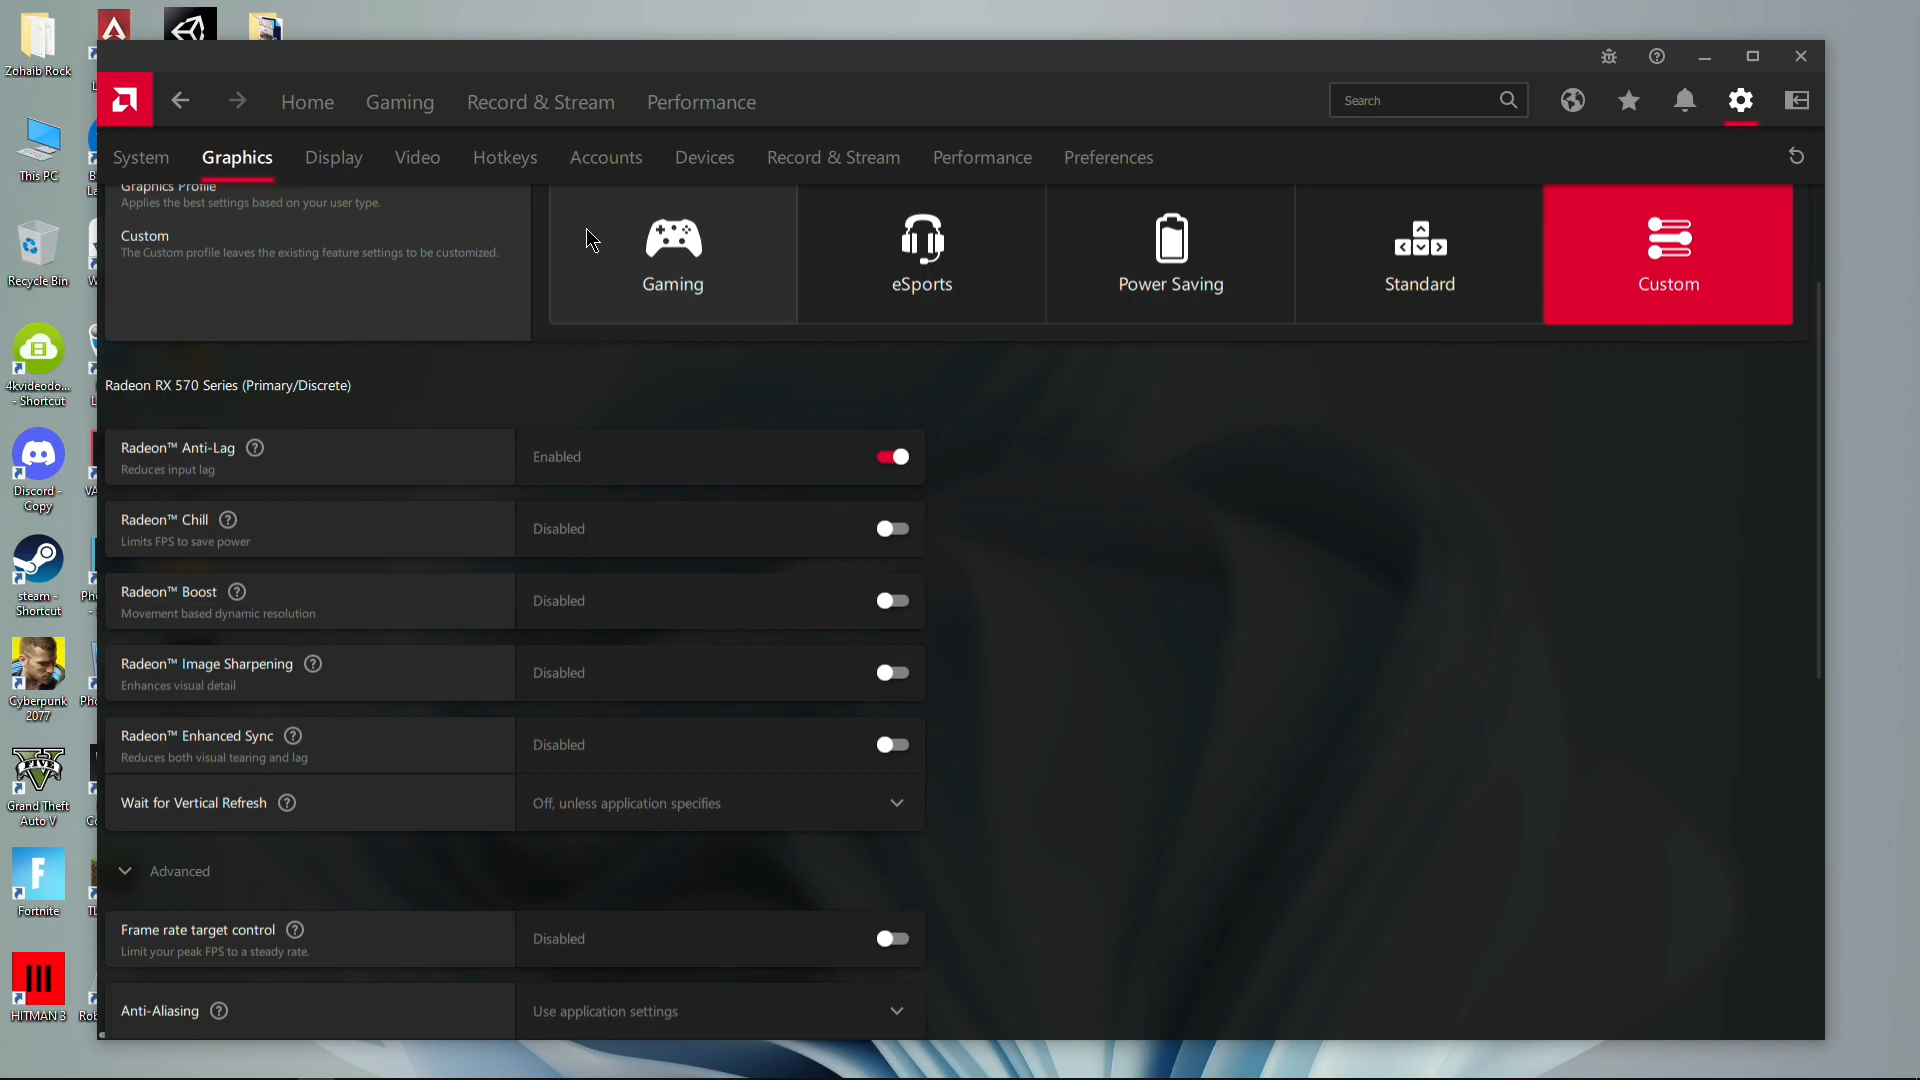 Zohaib Rock
This PC
Recycle Bin
4kvideodo...
- Shortcut
Discord -
Copy
steam -
Shortcut
Cyberpunk
2077
Grand Theft
Auto V
Fortnite
HITMAN 3
Home Gaming Record & Stream Performance
Search
System Graphics Display Video Hotkeys Accounts Devices Record & Stream Performance Preferences
Graphics Profile
Applies the best settings based on your user type.
Custom
The Custom profile leaves the existing feature settings to be customized.
Gaming eSports Power Saving Standard Custom
Radeon RX 570 Series (Primary/Discrete)
Radeon™ Anti-Lag ?
Reduces input lag
Enabled
Radeon™ Chill ?
Limits FPS to save power
Disabled
Radeon™ Boost ?
Movement based dynamic resolution
Disabled
Radeon™ Image Sharpening ?
Enhances visual detail
Disabled
Radeon™ Enhanced Sync ?
Reduces both visual tearing and lag
Disabled
Wait for Vertical Refresh ?
Off, unless application specifies
Advanced
Frame rate target control ?
Limit your peak FPS to a steady rate.
Disabled
Anti-Aliasing ?
Use application settings